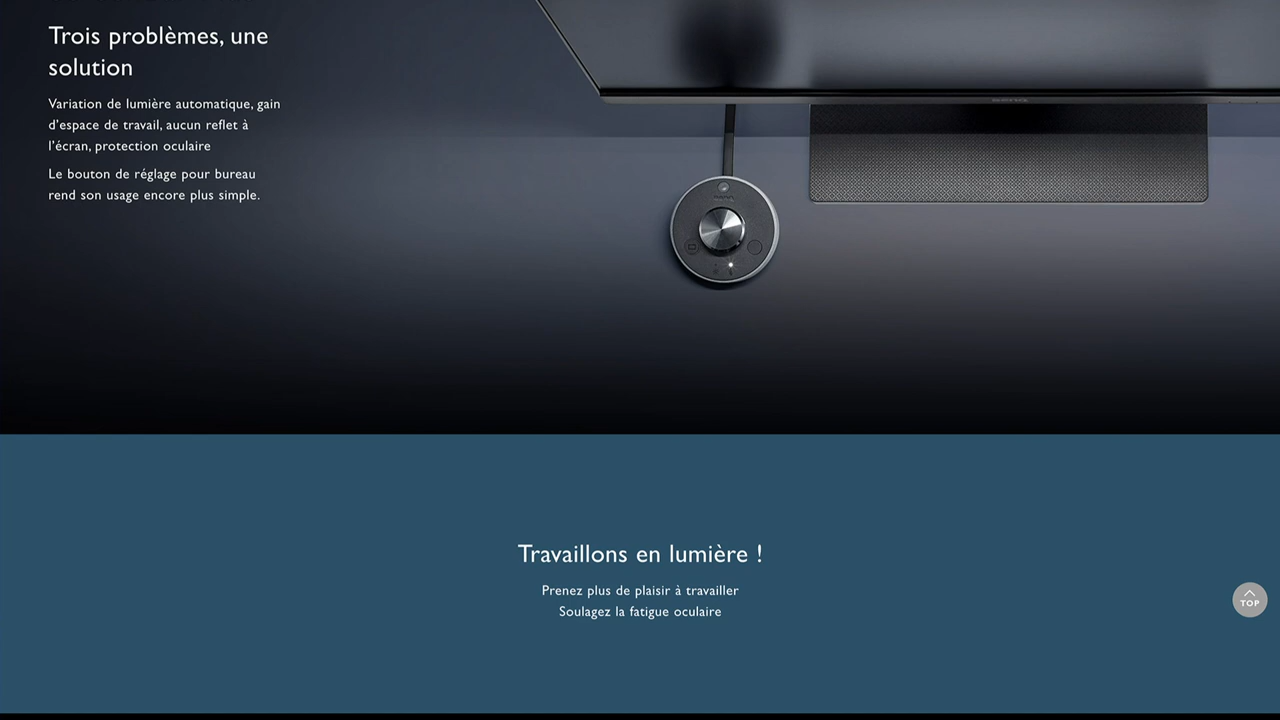 Trois problèmes, une
solution
Variation de lumière automatique, gain
d'espace de travail, aucun reflet à
l'écran, protection oculaire
Le bouton de réglage pour bureau
rend son usage encore plus simple.
Travaillons en lumière !
Prenez plus de plaisir à travailler
Soulagez la fatigue oculaire
TOP